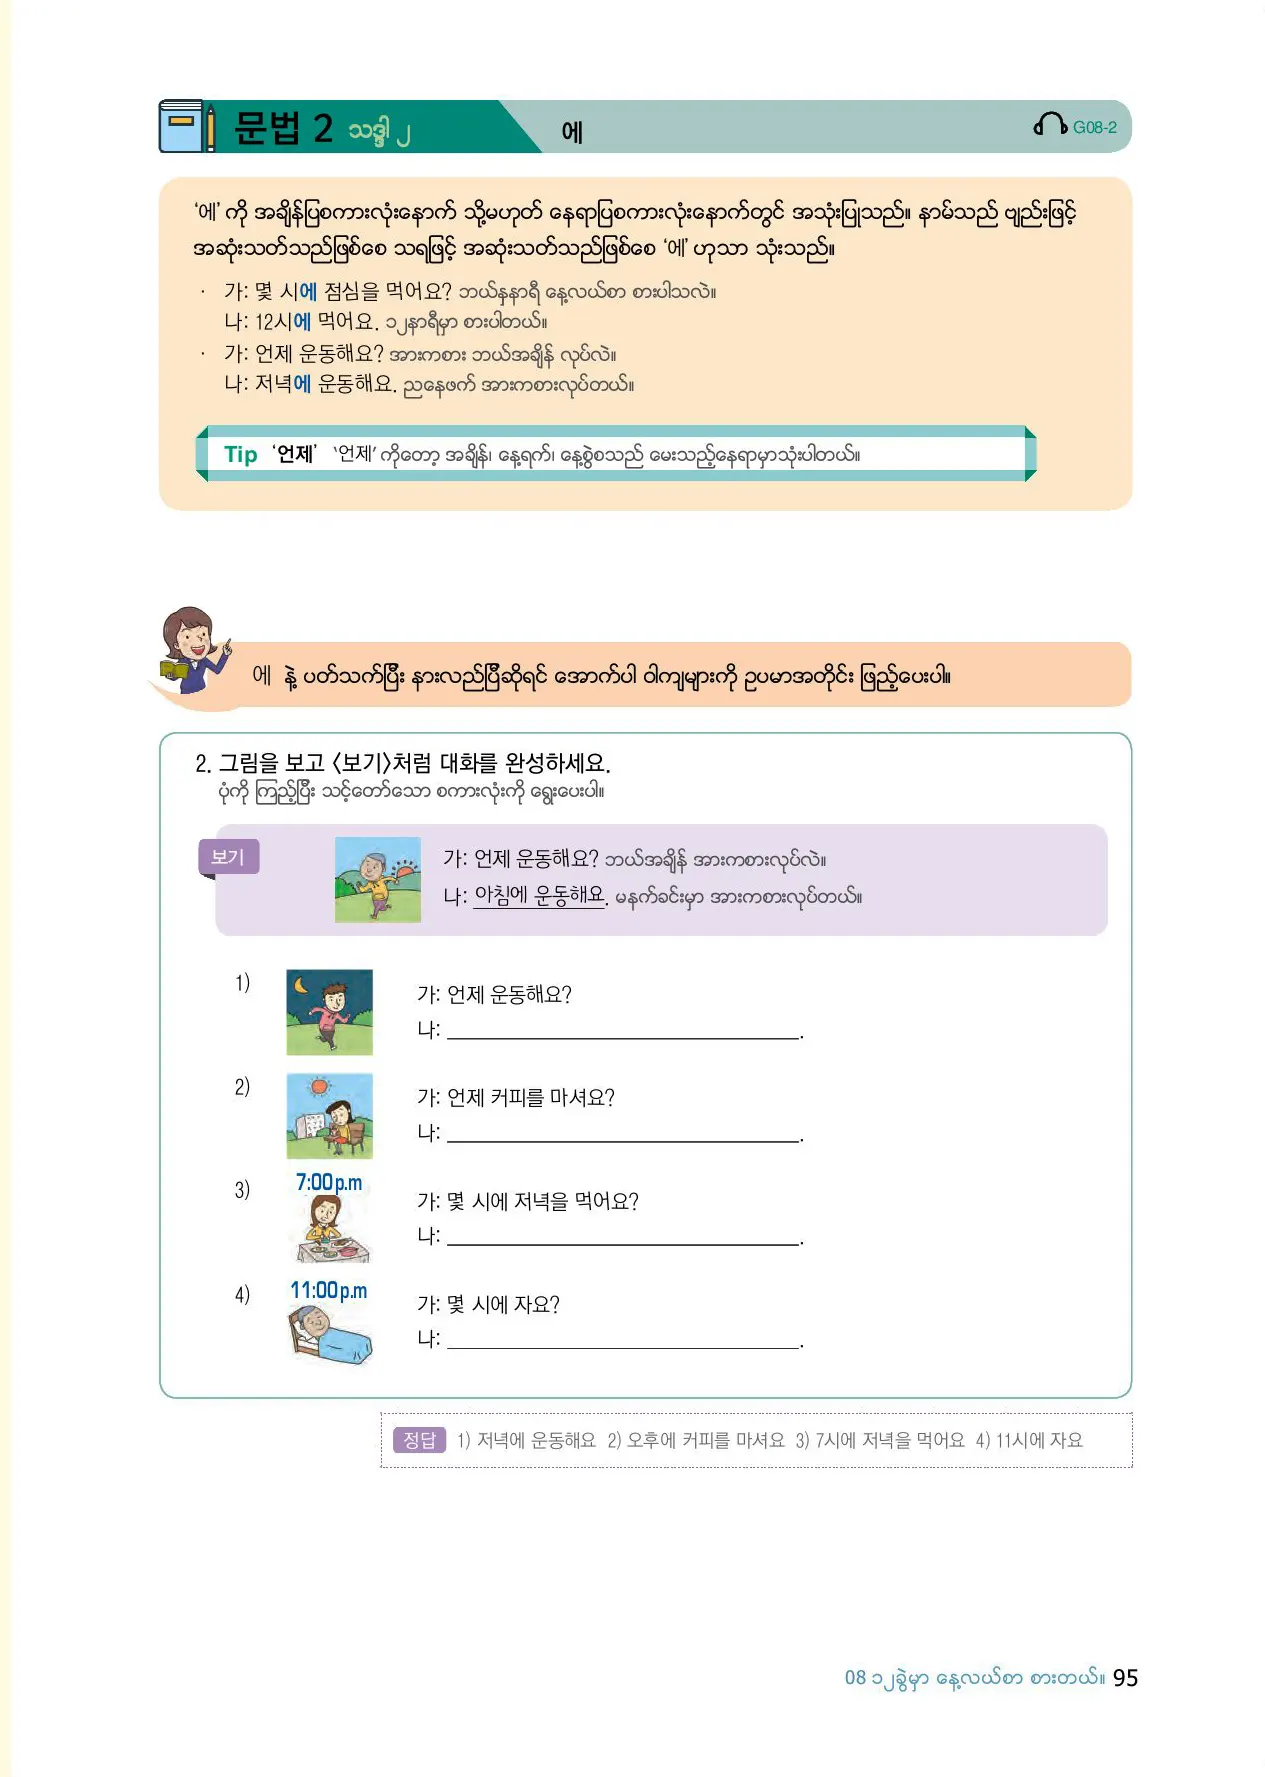 문법 2 သဒ္ဒါ ၂ 에 G08-2
‘에’ ကို အချိန်ပြစကားလုံးနောက် သို့မဟုတ် နေရာပြစကားလုံးနောက်တွင် အသုံးပြုသည်။ နာမ်သည် ဗျည်းဖြင့်
အဆုံးသတ်သည်ဖြစ်စေ သရဖြင့် အဆုံးသတ်သည်ဖြစ်စေ ‘에’ ဟုသာ သုံးသည်။
· 가: 몇 시에 점심을 먹어요? ဘယ်နှနာရီ နေ့လယ်စာ စားပါသလဲ။
나: 12시에 먹어요. ၁၂နာရီမှာ စားပါတယ်။
· 가: 언제 운동해요? အားကစား ဘယ်အချိန် လုပ်လဲ။
나: 저녁에 운동해요. ညနေဖက် အားကစားလုပ်တယ်။
Tip ‘언제’ ‘언제’ ကိုတော့ အချိန်၊ နေ့ရက်၊ နေ့စွဲစသည် မေးသည့်နေရာမှာသုံးပါတယ်။
에 နဲ့ ပတ်သက်ပြီး နားလည်ပြီဆိုရင် အောက်ပါ ဝါကျများကို ဥပမာအတိုင်း ဖြည့်ပေးပါ။
2. 그림을 보고 〈보기〉처럼 대화를 완성하세요.
ပုံကို ကြည့်ပြီး သင့်တော်သော စကားလုံးကို ရွေးပေးပါ။
보기
가: 언제 운동해요? ဘယ်အချိန် အားကစားလုပ်လဲ။
나: 아침에 운동해요. မနက်ခင်းမှာ အားကစားလုပ်တယ်။
1)
가: 언제 운동해요?
나: .
2)
가: 언제 커피를 마셔요?
나: .
3) 7:00p.m
가: 몇 시에 저녁을 먹어요?
나: .
4) 11:00p.m
가: 몇 시에 자요?
나: .
정답 1) 저녁에 운동해요 2) 오후에 커피를 마셔요 3) 7시에 저녁을 먹어요 4) 11시에 자요
08 ၁၂ခွဲမှာ နေ့လယ်စာ စားတယ်။ 95